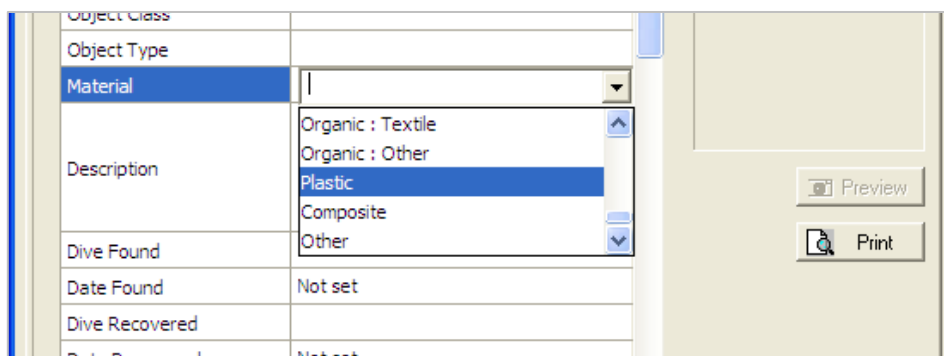 Object Class
Object Type
Material
Organic : Textile
Organic : Other
Plastic
Composite
Other
Description
Dive Found
Date Found Not set
Dive Recovered
Not set
Preview
Print